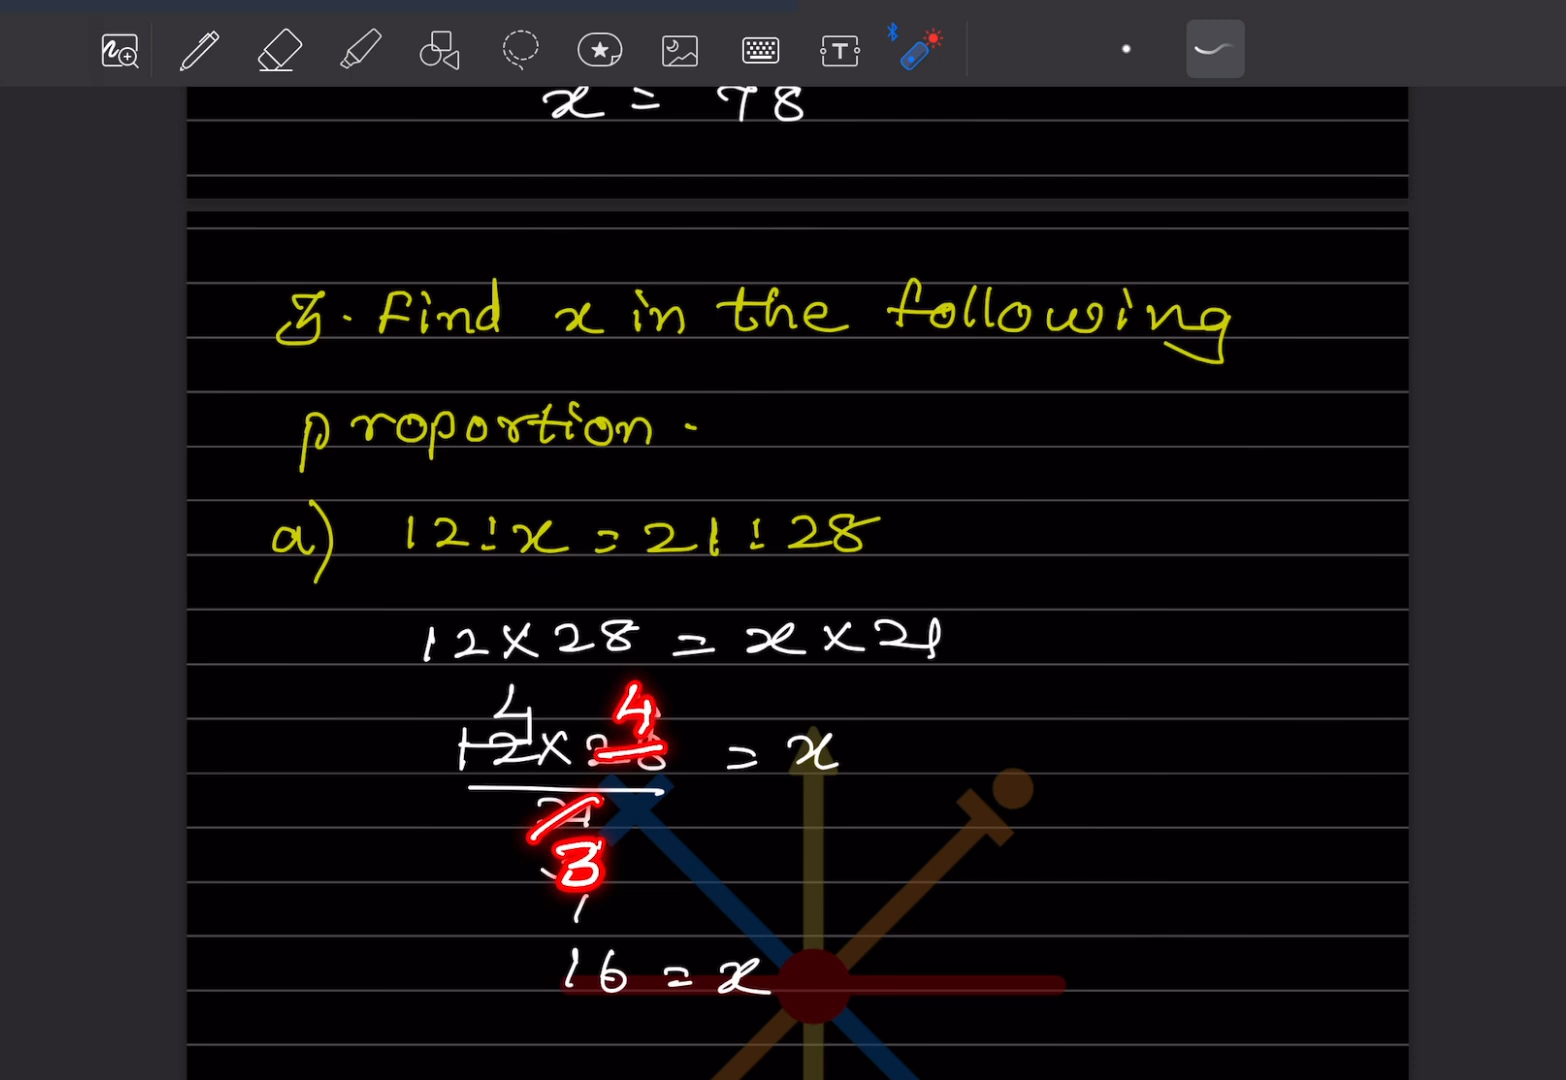 x = 78
3. Find x in the following
proportion.
a) 12:x = 21:28
12×28 = x×21
4 4
12×28 = x
21
3
1
16 = x